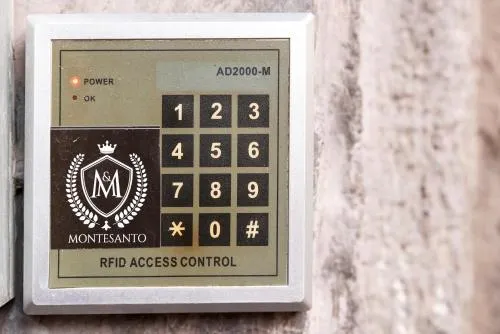 AD2000-M
POWER
OK
1 2 3
4 5 6
7 8 9
* 0 #
&
M
MONTESANTO
RFID ACCESS CONTROL